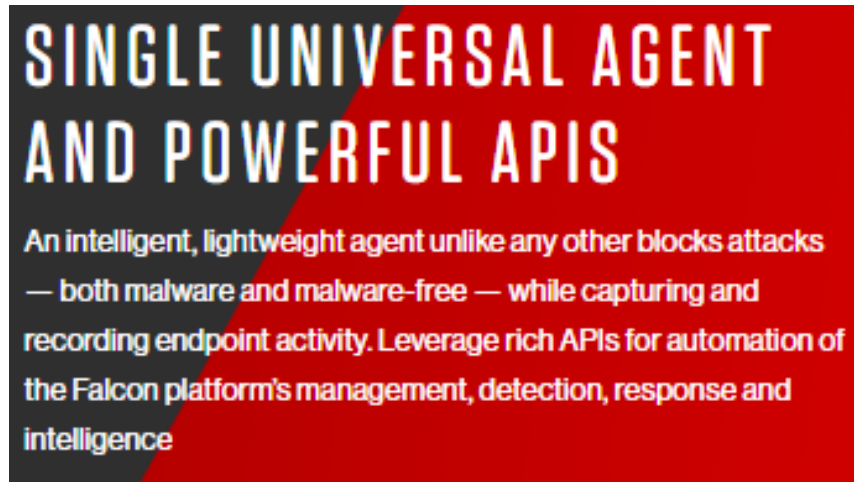 SINGLE UNIVERSAL AGENT
AND POWERFUL APIS
An intelligent, lightweight agent unlike any other blocks attacks
— both malware and malware-free — while capturing and
recording endpoint activity. Leverage rich APIs for automation of
the Falcon platform's management, detection, response and
intelligence